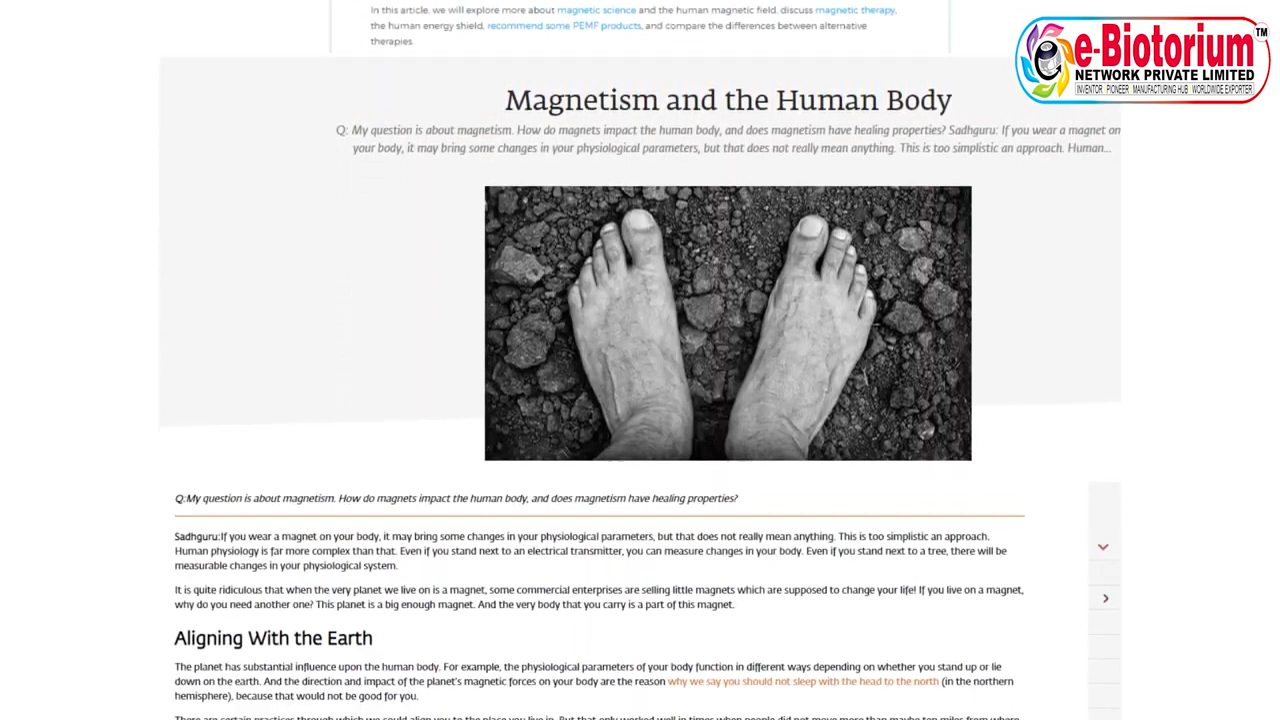 In this article, we will explore more about magnetic science and the human magnetic field, discuss magnetic therapy,
the human energy shield, recommend some PEMF products, and compare the differences between alternative
therapies.
e-Biotorium TM
NETWORK PRIVATE LIMITED
INVENTOR PIONEER MANUFACTURING HUB WORLDWIDE EXPORTER
Magnetism and the Human Body
Q: My question is about magnetism. How do magnets impact the human body, and does magnetism have healing properties? Sadhguru: If you wear a magnet on
your body, it may bring some changes in your physiological parameters, but that does not really mean anything. This is too simplistic an approach. Human...
Q:My question is about magnetism. How do magnets impact the human body, and does magnetism have healing properties?
Sadhguru:If you wear a magnet on your body, it may bring some changes in your physiological parameters, but that does not really mean anything. This is too simplistic an approach.
Human physiology is far more complex than that. Even if you stand next to an electrical transmitter, you can measure changes in your body. Even if you stand next to a tree, there will be
measurable changes in your physiological system.
It is quite ridiculous that when the very planet we live on is a magnet, some commercial enterprises are selling little magnets which are supposed to change your life! If you live on a magnet,
why do you need another one? This planet is a big enough magnet. And the very body that you carry is a part of this magnet.
Aligning With the Earth
The planet has substantial influence upon the human body. For example, the physiological parameters of your body function in different ways depending on whether you stand up or lie
down on the earth. And the direction and impact of the planet's magnetic forces on your body are the reason why we say you should not sleep with the head to the north (in the northern
hemisphere), because that would not be good for you.
There are certain practices through which we could align you to the place you live in. But that only worked well in times when people did not move more than maybe ten miles from where